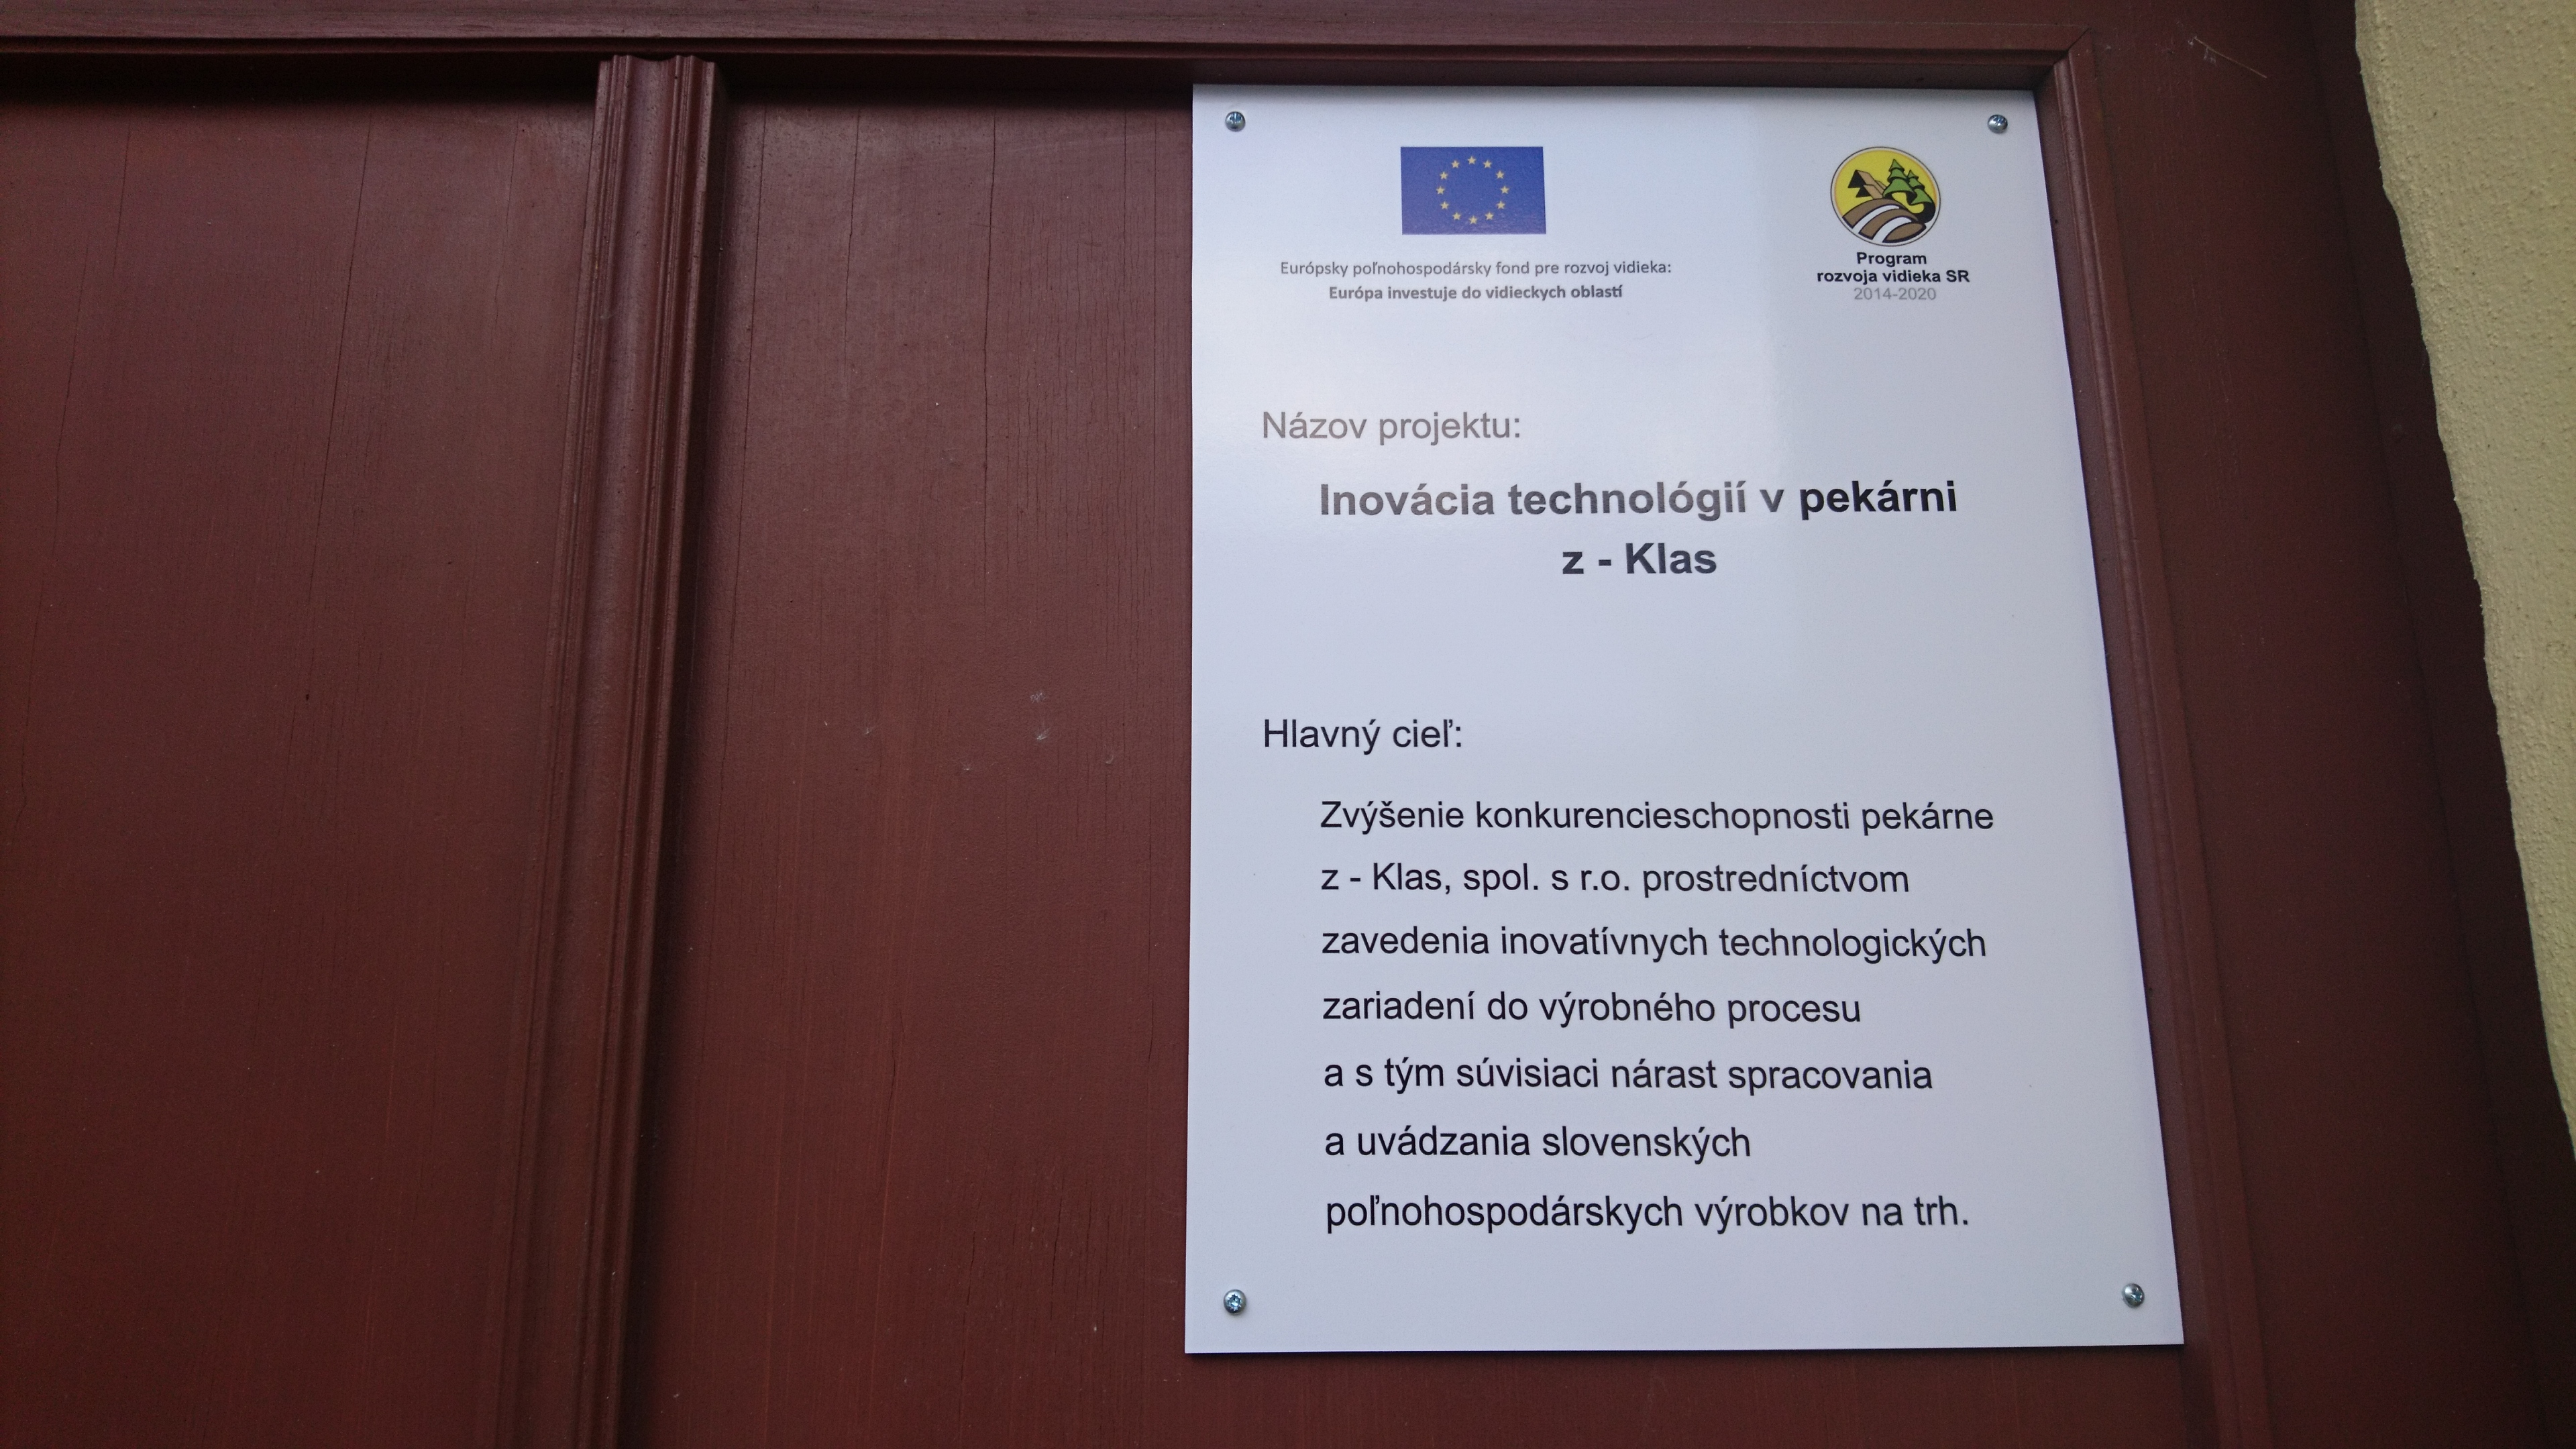 Európsky poľnohospodársky fond pre rozvoj vidieka:
Európa investuje do vidieckych oblastí
Program
rozvoja vidieka SR
2014-2020
Názov projektu:
Inovácia technológií v pekárni
z - Klas
Hlavný cieľ:
Zvýšenie konkurencieschopnosti pekárne
z - Klas, spol. s r.o. prostredníctvom
zavedenia inovatívnych technologických
zariadení do výrobného procesu
a s tým súvisiaci nárast spracovania
a uvádzania slovenských
poľnohospodárskych výrobkov na trh.